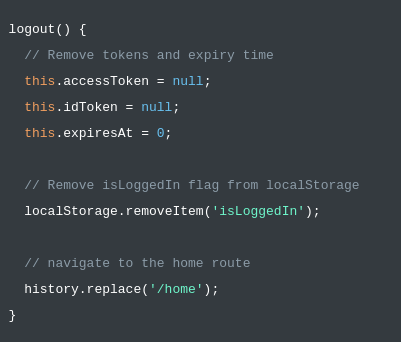 logout() {
  // Remove tokens and expiry time
  this.accessToken = null;
  this.idToken = null;
  this.expiresAt = 0;

  // Remove isLoggedIn flag from localStorage
  localStorage.removeItem('isLoggedIn');

  // navigate to the home route
  history.replace('/home');
}